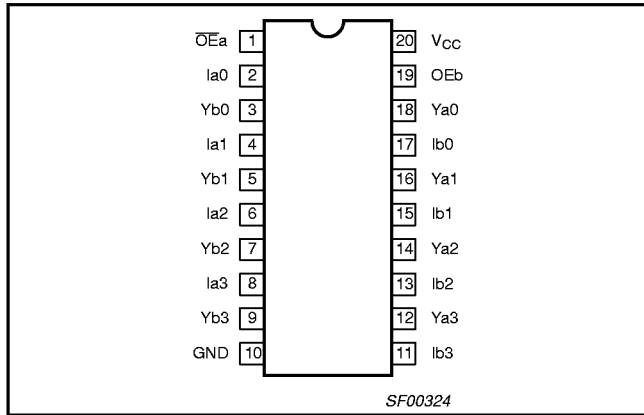 O̅E̅a 1 20 VCC
Ia0 2 19 OEb
Yb0 3 18 Ya0
Ia1 4 17 Ib0
Yb1 5 16 Ya1
Ia2 6 15 Ib1
Yb2 7 14 Ya2
Ia3 8 13 Ib2
Yb3 9 12 Ya3
GND 10 11 Ib3
SF00324